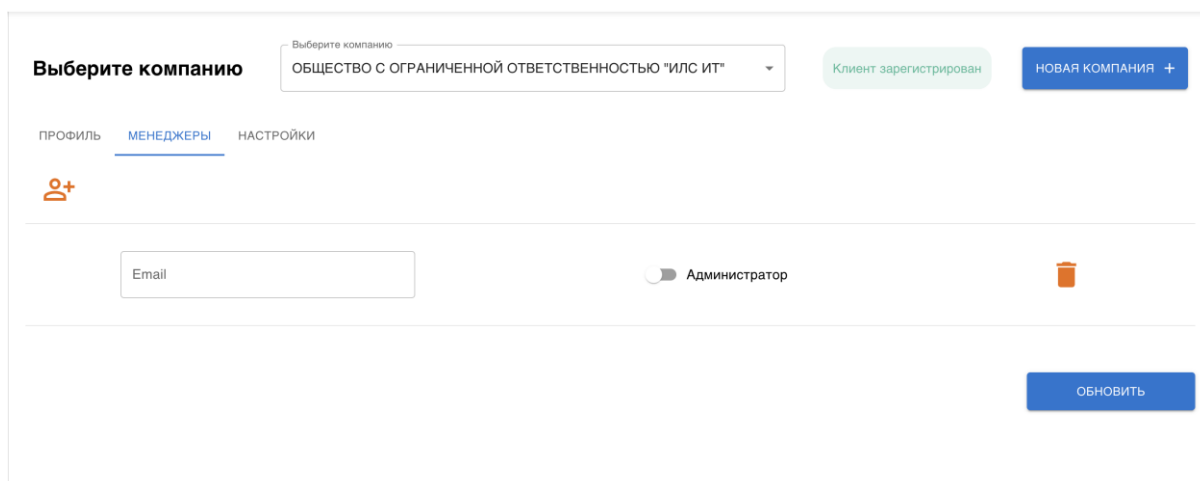 Выберите компанию
Выберите компанию
ОБЩЕСТВО С ОГРАНИЧЕННОЙ ОТВЕТСТВЕННОСТЬЮ "ИЛС ИТ"
Клиент зарегистрирован
НОВАЯ КОМПАНИЯ +
ПРОФИЛЬ МЕНЕДЖЕРЫ НАСТРОЙКИ
Email
Администратор
ОБНОВИТЬ